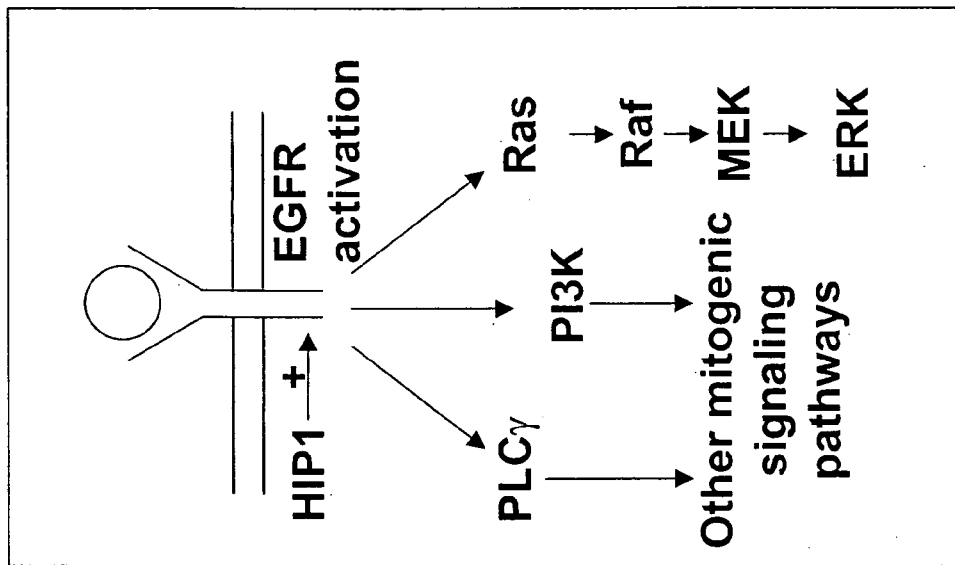 HIP1
+
EGFR
activation
PLCγ
PI3K
Ras
Raf
MEK
ERK
Other mitogenic
signaling
pathways